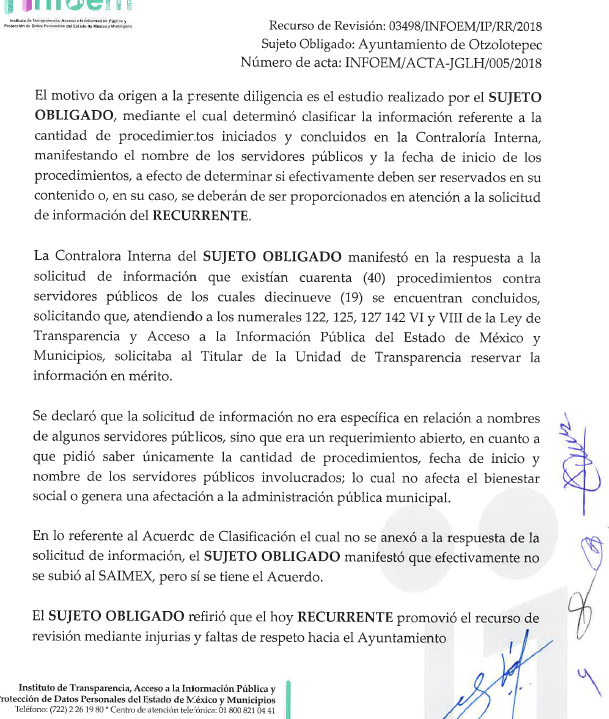 infoem
Instituto de Transparencia, Acceso a la Información Pública y
Protección de Datos Personales del Estado de México y Municipios
Recurso de Revisión: 03498/INFOEM/IP/RR/2018
Sujeto Obligado: Ayuntamiento de Otzolotepec
Número de acta: INFOEM/ACTA-JGLH/005/2018
El motivo da origen a la presente diligencia es el estudio realizado por el SUJETO
OBLIGADO, mediante el cual determinó clasificar la información referente a la
cantidad de procedimientos iniciados y concluidos en la Contraloría Interna,
manifestando el nombre de los servidores públicos y la fecha de inicio de los
procedimientos, a efecto de determinar si efectivamente deben ser reservados en su
contenido o, en su caso, se deberán de ser proporcionados en atención a la solicitud
de información del RECURRENTE.
La Contralora Interna del SUJETO OBLIGADO manifestó en la respuesta a la
solicitud de información que existían cuarenta (40) procedimientos contra
servidores públicos de los cuales diecinueve (19) se encuentran concluidos,
solicitando que, atendiendo a los numerales 122, 125, 127 142 VI y VIII de la Ley de
Transparencia y Acceso a la Información Pública del Estado de México y
Municipios, solicitaba al Titular de la Unidad de Transparencia reservar la
información en mérito.
Se declaró que la solicitud de información no era específica en relación a nombres
de algunos servidores públicos, sino que era un requerimiento abierto, en cuanto a
que pidió saber únicamente la cantidad de procedimientos, fecha de inicio y
nombre de los servidores públicos involucrados; lo cual no afecta el bienestar
social o genera una afectación a la administración pública municipal.
En lo referente al Acuerdo de Clasificación el cual no se anexó a la respuesta de la
solicitud de información, el SUJETO OBLIGADO manifestó que efectivamente no
se subió al SAIMEX, pero sí se tiene el Acuerdo.
El SUJETO OBLIGADO refirió que el hoy RECURRENTE promovió el recurso de
revisión mediante injurias y faltas de respeto hacia el Ayuntamiento
Instituto de Transparencia, Acceso a la Información Pública y
Protección de Datos Personales del Estado de México y Municipios
Teléfono: (722) 2 26 19 80 * Centro de atención telefónica: 01 800 821 04 41